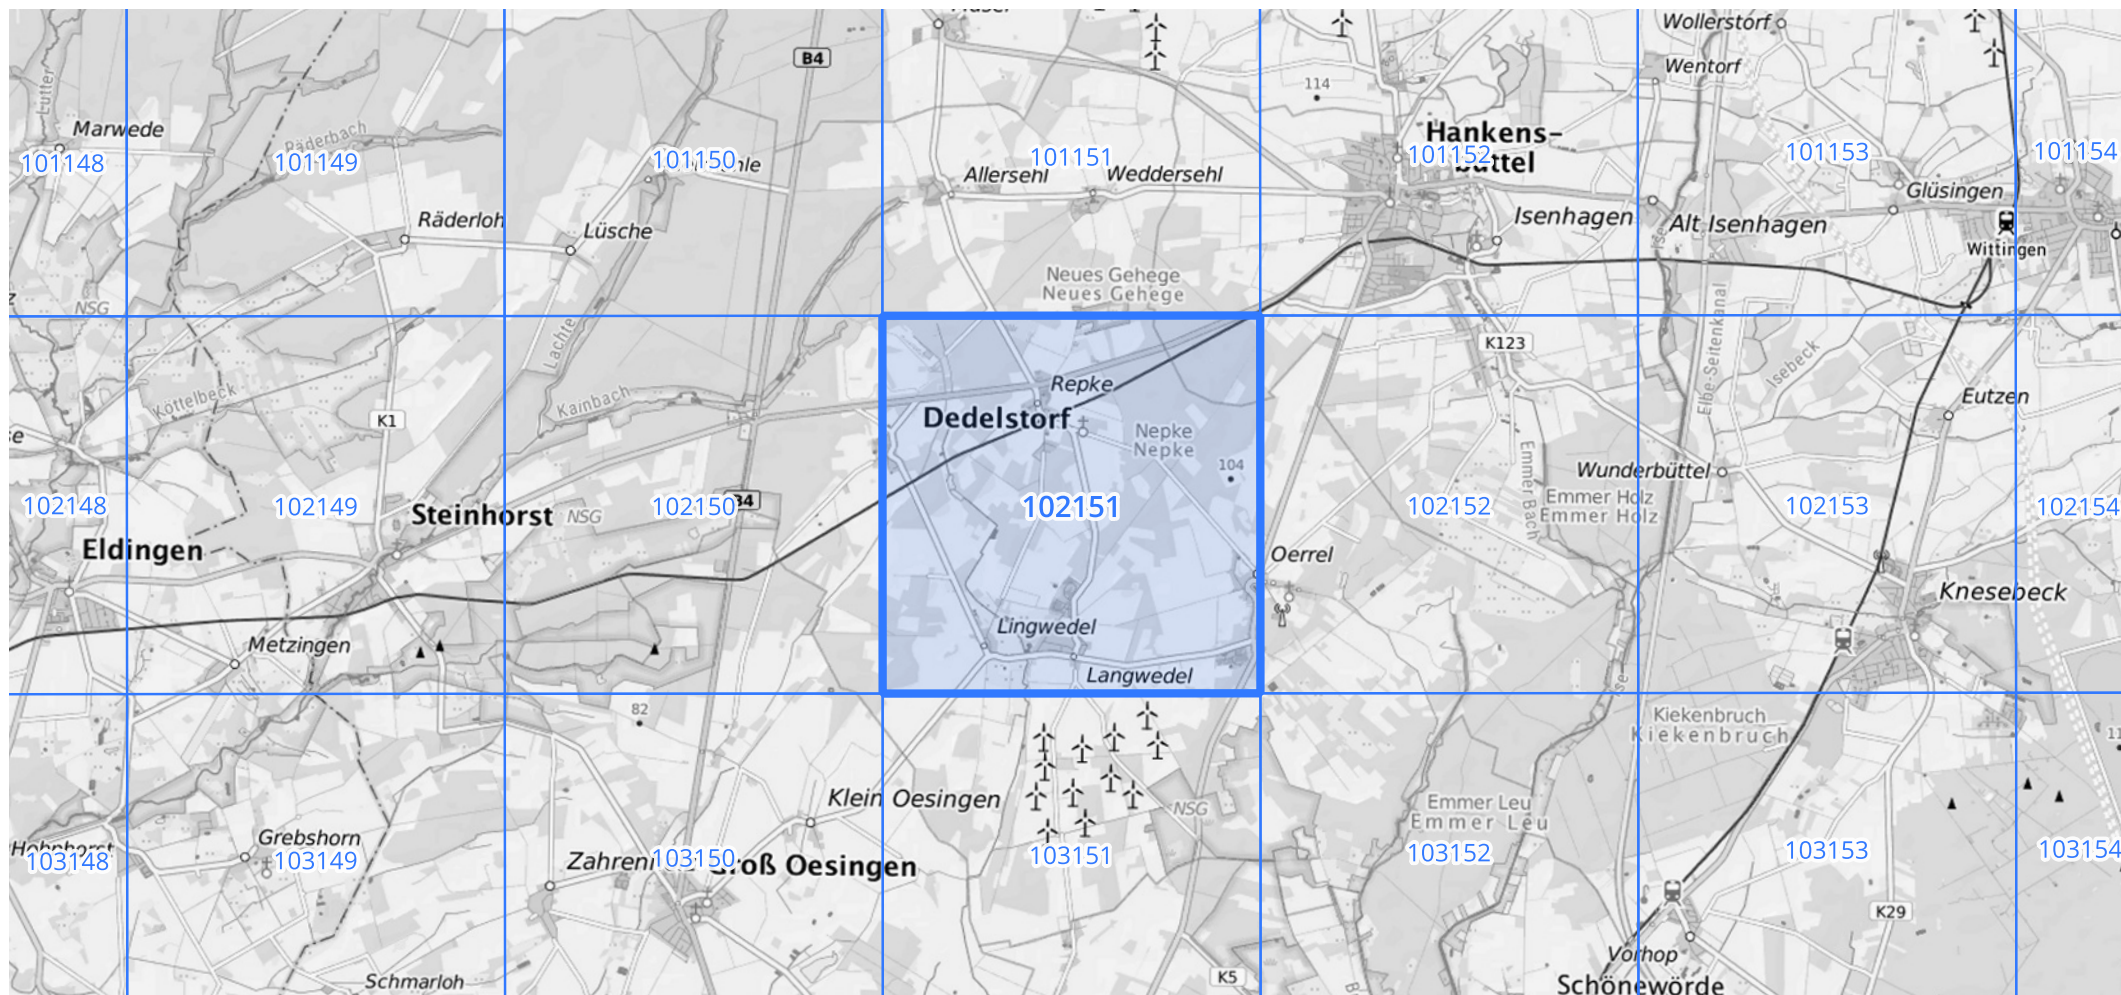 B4
Wollerstorf
Wentorf
114
Lutter
Marwede
Räderbach
Hankens-
büttel
101148
101149
101150
101151
101152
101153
101154
Allersehl
Weddersehl
Glüsingen
Räderloh
Lüsche
Isenhagen
Alt Isenhagen
Wittingen
Neues Gehege
Neues Gehege
NSG
Elbe-Seitenkanal
Lachte
K123
Isebeck
Köttelbeck
Kainbach
K1
Repke
Dedelstorf
Eutzen
Nepke
Nepke
104
Emmer Bach
Wunderbüttel
Emmer Holz
Emmer Holz
102148
102149
102150
B4
102151
102152
102153
102154
Steinhorst
NSG
Eldingen
Oerrel
Knesebeck
Lingwedel
Metzingen
Langwedel
82
Kiekenbruch
Kiekenbruch
Klein Oesingen
NSG
Emmer Leu
Emmer Leu
Grebshorn
Hohnhorst
103148
103149
103150
103151
103152
103153
103154
Groß Oesingen
K29
Vorhop
K5
Schmarloh
Schönewörde